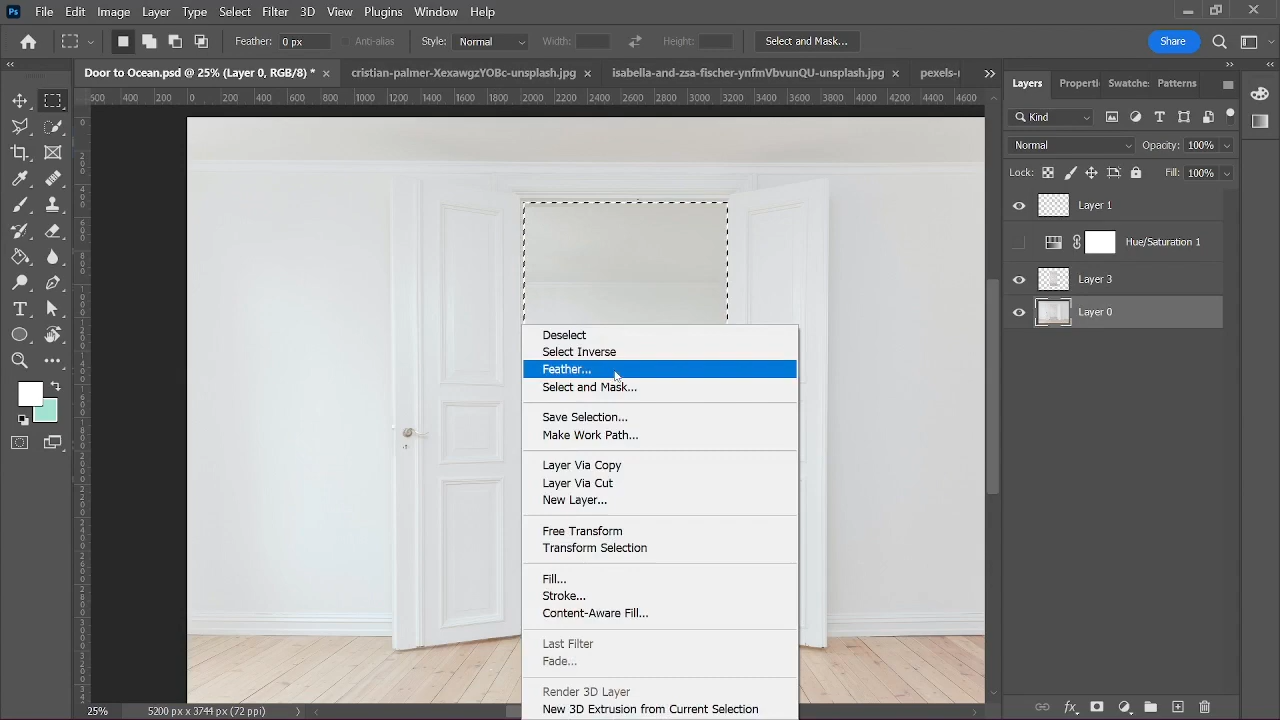 Ps File Edit Image Layer Type Select Filter 3D View Plugins Window Help
Feather: 0 px Anti-alias Style: Normal Width: Height: Select and Mask... Share
Door to Ocean.psd @ 25% (Layer 0, RGB/8) * × cristian-palmer-XexawgzYOBc-unsplash.jpg × isabella-and-zsa-fischer-ynfmVbvunQU-unsplash.jpg ×
Layers Properti Swatche Patterns
600 400 200 0 200 400 600 800 1000 1200 1400 1600 1800 2000 2200 2400 2600 2800 3000 3200 3400 3600 3800 4000 4200 4400 4600
Kind
Normal Opacity: 100%
Lock: Fill: 100%
Layer 1
Hue/Saturation 1
Layer 3
Layer 0
Deselect
Select Inverse
Feather...
Select and Mask...
Save Selection...
Make Work Path...
Layer Via Copy
Layer Via Cut
New Layer...
Free Transform
Transform Selection
Fill...
Stroke...
Content-Aware Fill...
Last Filter
Fade...
Render 3D Layer
New 3D Extrusion from Current Selection
25% 5200 px x 3744 px (72 ppi)
fx